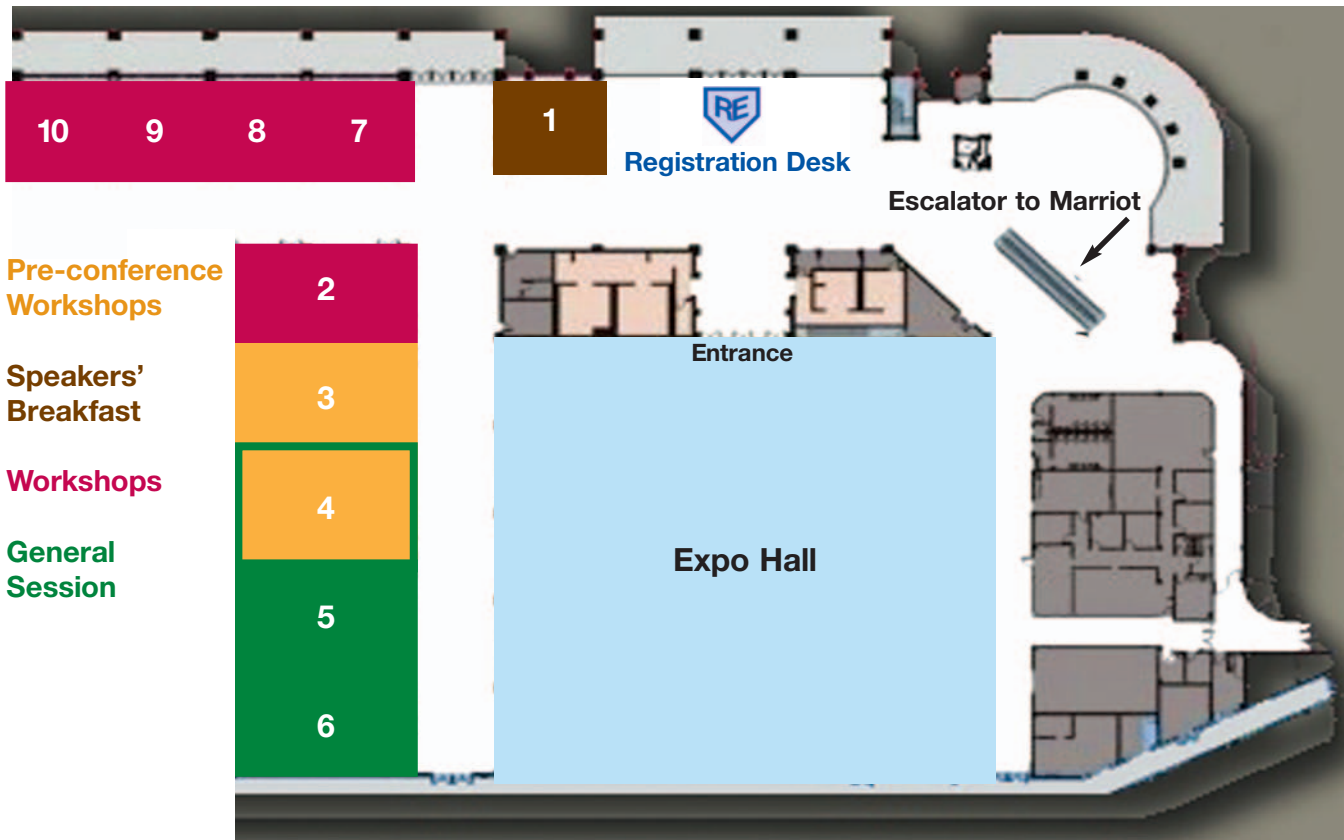 10 9 8 7
1
RE
Registration Desk
Escalator to Marriot
Pre-conference
Workshops
2
Entrance
Speakers’
Breakfast
3
Workshops
4
General
Session
Expo Hall
5
6